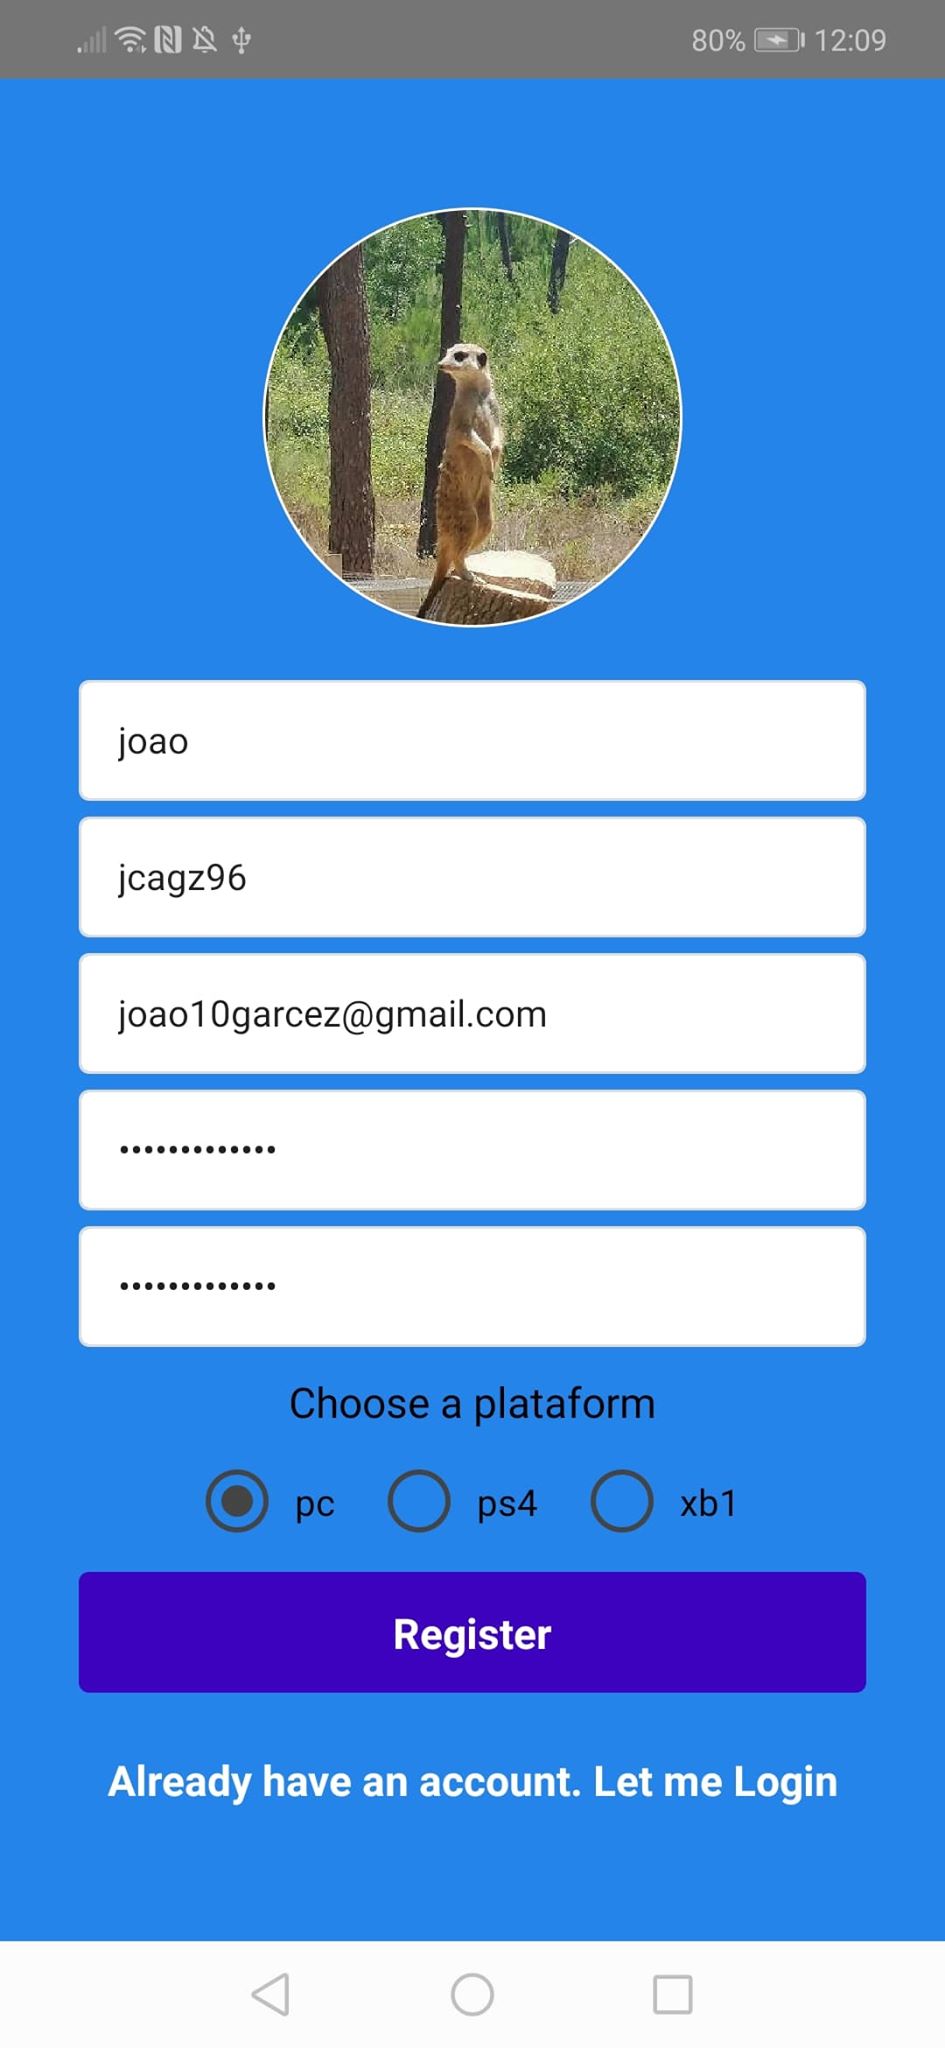 80% 12:09
joao
jcagz96
joao10garcez@gmail.com
•••••••••••••
•••••••••••••
Choose a plataform
pc ps4 xb1
Register
Already have an account. Let me Login